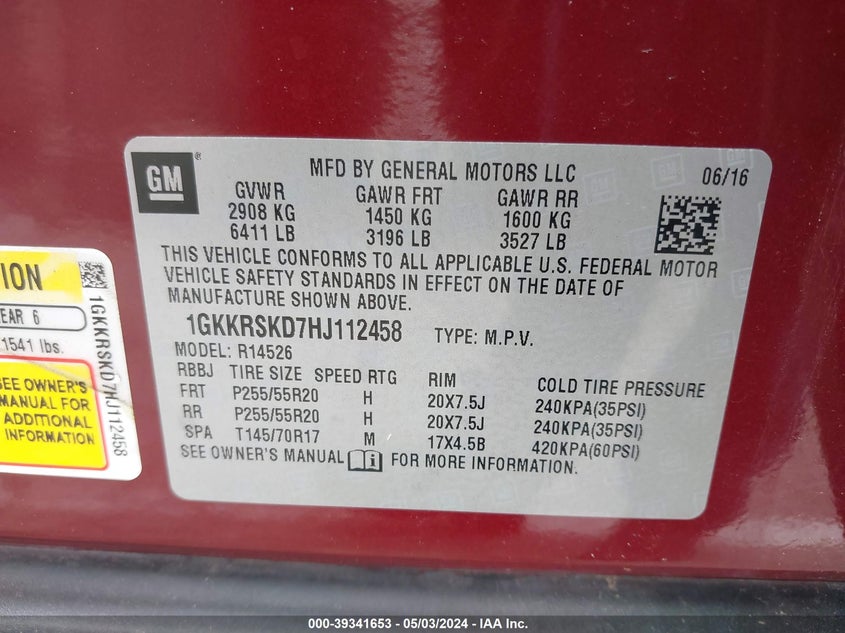 GM
MFD BY GENERAL MOTORS LLC
06/16
GVWR GAWR FRT GAWR RR
2908 KG 1450 KG 1600 KG
6411 LB 3196 LB 3527 LB
THIS VEHICLE CONFORMS TO ALL APPLICABLE U.S. FEDERAL MOTOR
VEHICLE SAFETY STANDARDS IN EFFECT ON THE DATE OF
MANUFACTURE SHOWN ABOVE.
1GKKRSKD7HJ112458 TYPE: M.P.V.
MODEL: R14526
RBBJ TIRE SIZE SPEED RTG RIM COLD TIRE PRESSURE
FRT P255/55R20 H 20X7.5J 240KPA(35PSI)
RR P255/55R20 H 20X7.5J 240KPA(35PSI)
SPA T145/70R17 M 17X4.5B 420KPA(60PSI)
SEE OWNER'S MANUAL FOR MORE INFORMATION.
ION
EAR 6
1541 lbs.
SEE OWNER'S
MANUAL FOR
ADDITIONAL
INFORMATION
1GKKRSKD7HJ112458
000-39341653 - 05/03/2024 - IAA Inc.